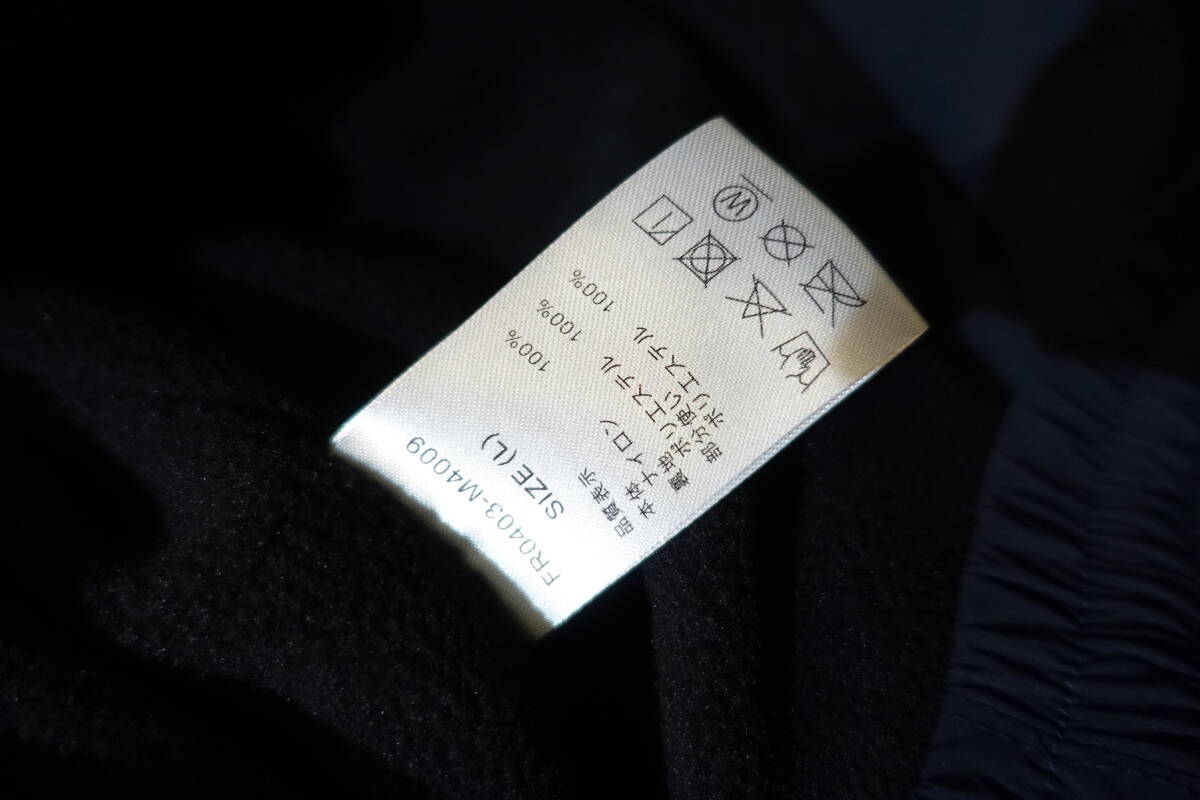 FR0403-M4009
SIZE (L)
品質表示
本体 ナイロン 100%
裏地 ポリエステル 100%
部分使い
ポリエステル 100%